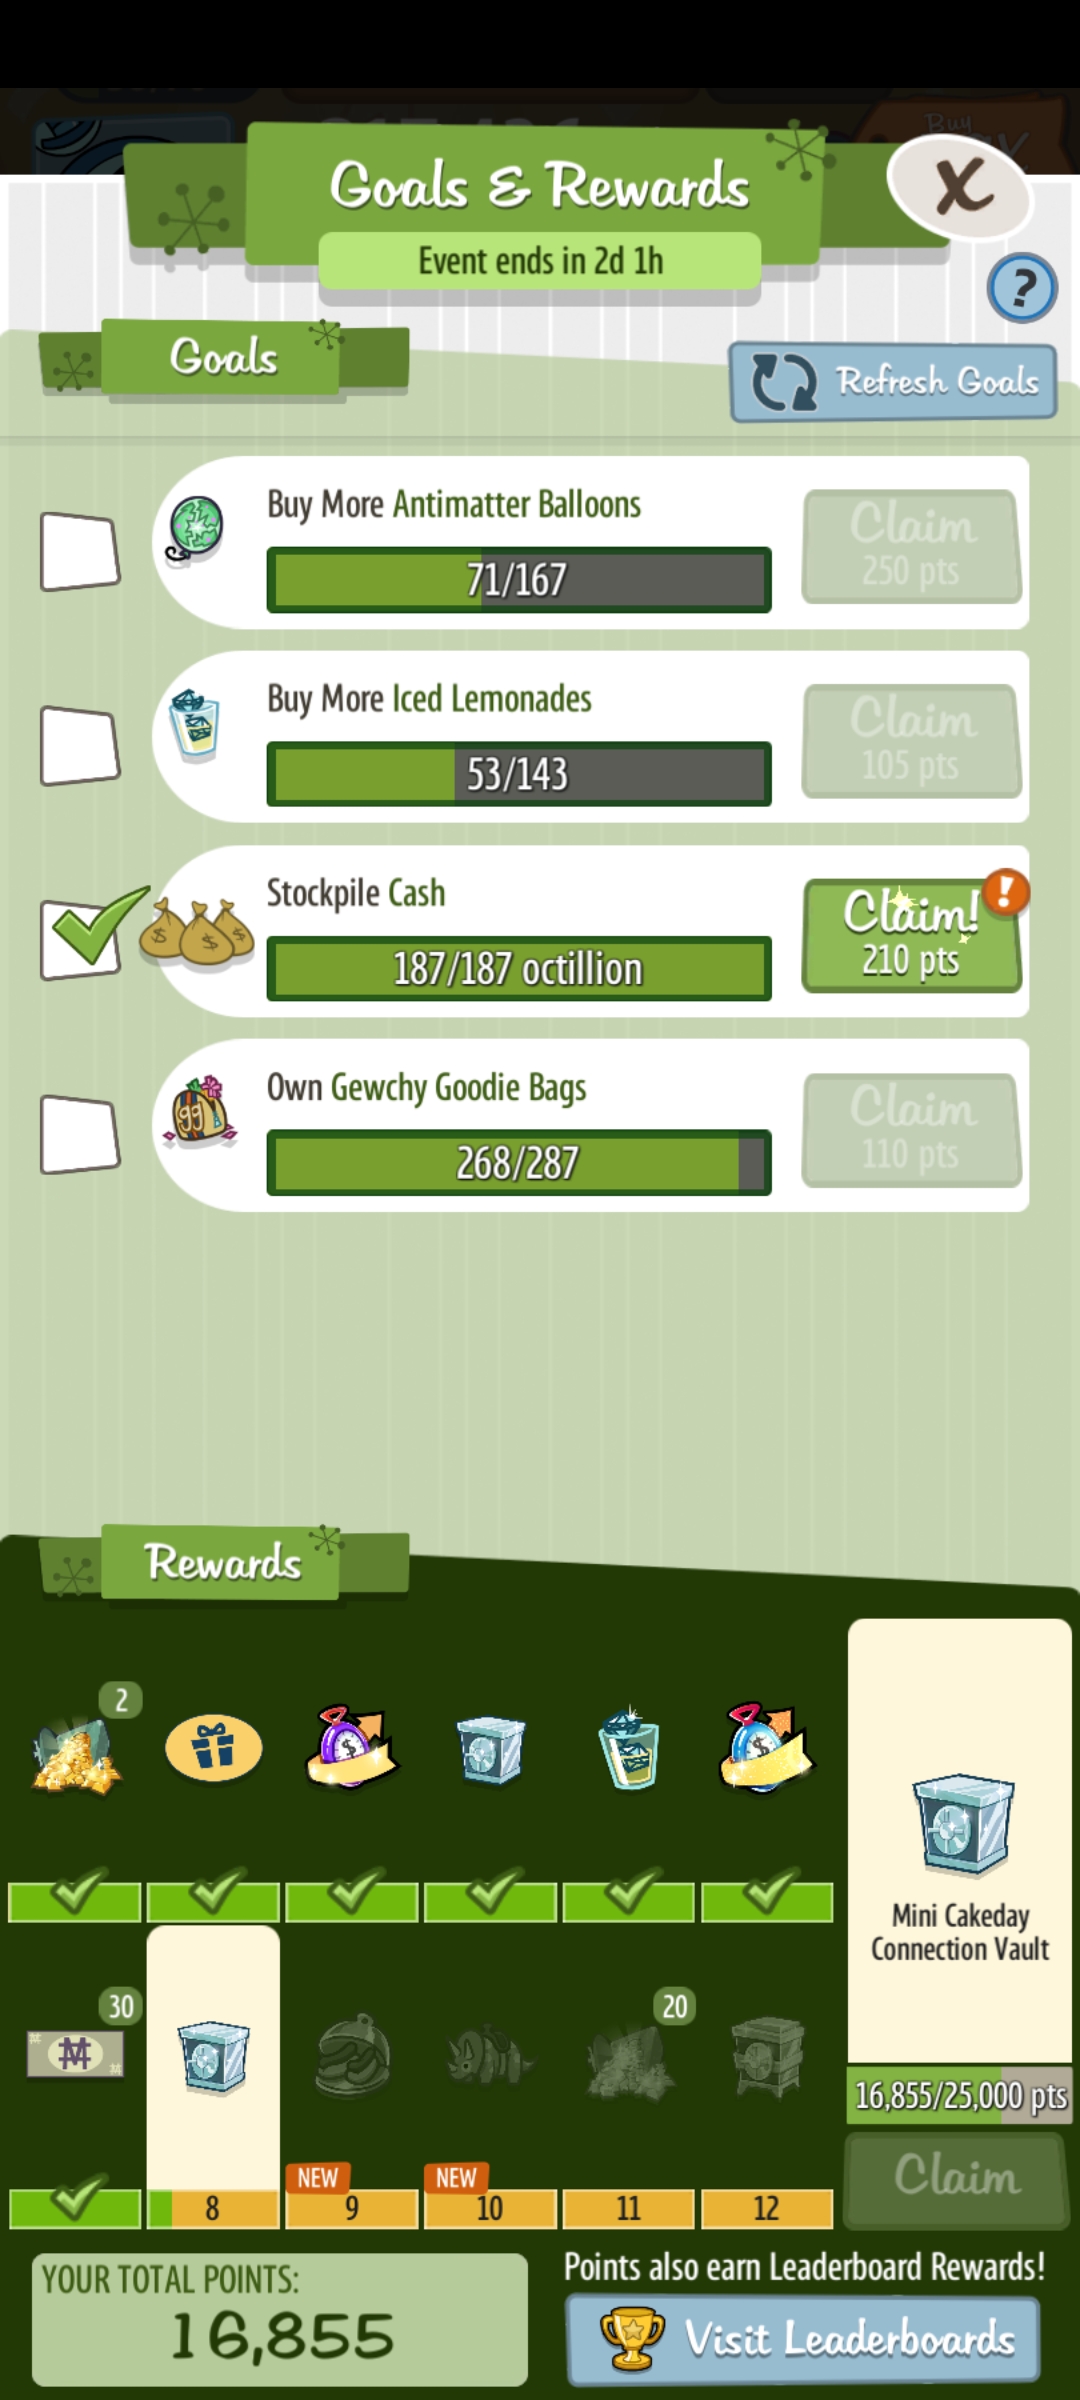 Buy
Goals & Rewards
X
Event ends in 2d 1h
?
Goals
Refresh Goals
Buy More Antimatter Balloons
71/167
Claim
250 pts
Buy More Iced Lemonades
53/143
Claim
105 pts
Stockpile Cash
187/187 octillion
Claim!
210 pts
!
Own Gewchy Goodie Bags
268/287
Claim
110 pts
Rewards
2
Mini Cakeday
Connection Vault
30
20
16,855/25,000 pts
NEW
NEW
8
9
10
11
12
Claim
YOUR TOTAL POINTS:
16,855
Points also earn Leaderboard Rewards!
Visit Leaderboards